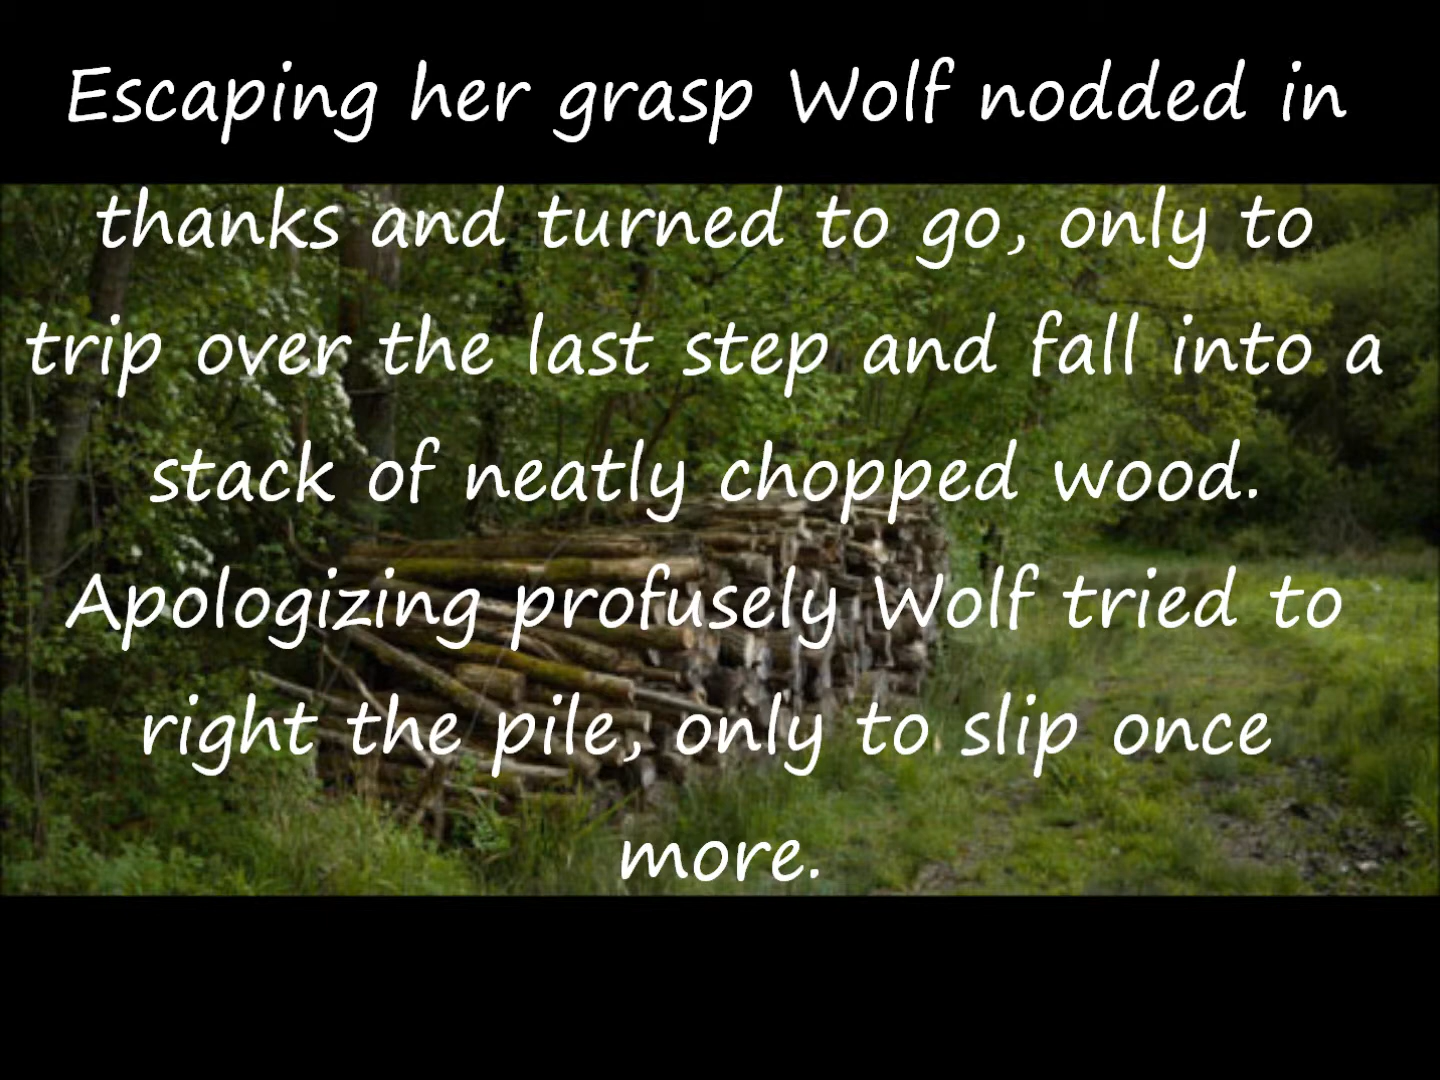 Escaping her grasp Wolf nodded in
thanks and turned to go, only to
trip over the last step and fall into a
stack of neatly chopped wood.
Apologizing profusely Wolf tried to
right the pile, only to slip once
more.